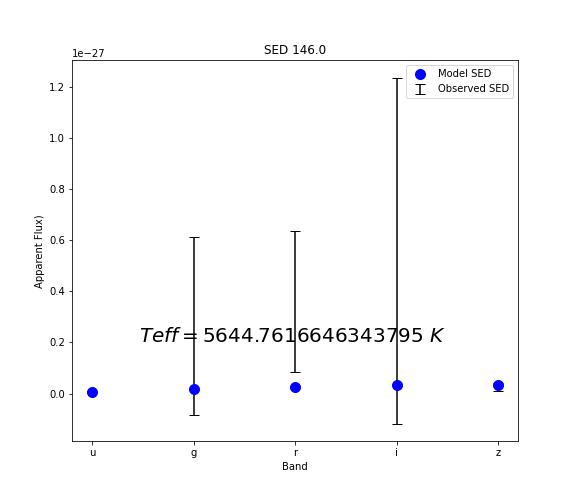 SED 146.0
1e−27
Model SED
Observed SED
1.2
1.0
0.8
0.6
0.4
0.2
0.0
Apparent Flux)
Teff = 5644.7616646343795 K
u g r i z
Band